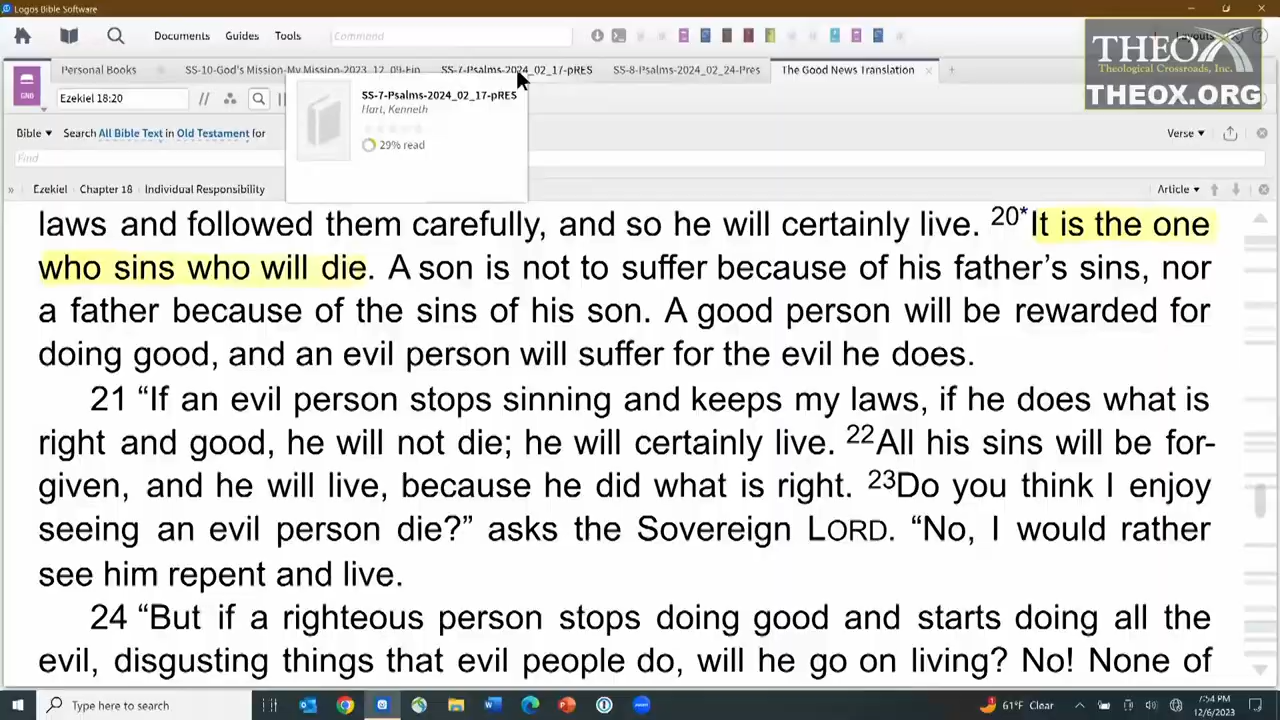 Logos Bible Software
Documents Guides Tools Command Layouts
THEOX
Theological Crossroads, Inc.
THEOX.ORG
Personal Books SS-10-God's Mission-My Mission-2023_12_09-Fin SS-7-Psalms-2024_02_17-pRES SS-8-Psalms-2024_02_24-Pres The Good News Translation
GNB
Ezekiel 18:20
SS-7-Psalms-2024_02_17-pRES
Hart, Kenneth
29% read
Bible Search All Bible Text in Old Testament for Verse
Find
Ezekiel Chapter 18 Individual Responsibility Article
laws and followed them carefully, and so he will certainly live. 20*It is the one
who sins who will die. A son is not to suffer because of his father’s sins, nor
a father because of the sins of his son. A good person will be rewarded for
doing good, and an evil person will suffer for the evil he does.
21 “If an evil person stops sinning and keeps my laws, if he does what is
right and good, he will not die; he will certainly live. 22All his sins will be for-
given, and he will live, because he did what is right. 23Do you think I enjoy
seeing an evil person die?” asks the Sovereign LORD. “No, I would rather
see him repent and live.
24 “But if a righteous person stops doing good and starts doing all the
evil, disgusting things that evil people do, will he go on living? No! None of
Type here to search
61°F Clear
7:54 PM
12/6/2023